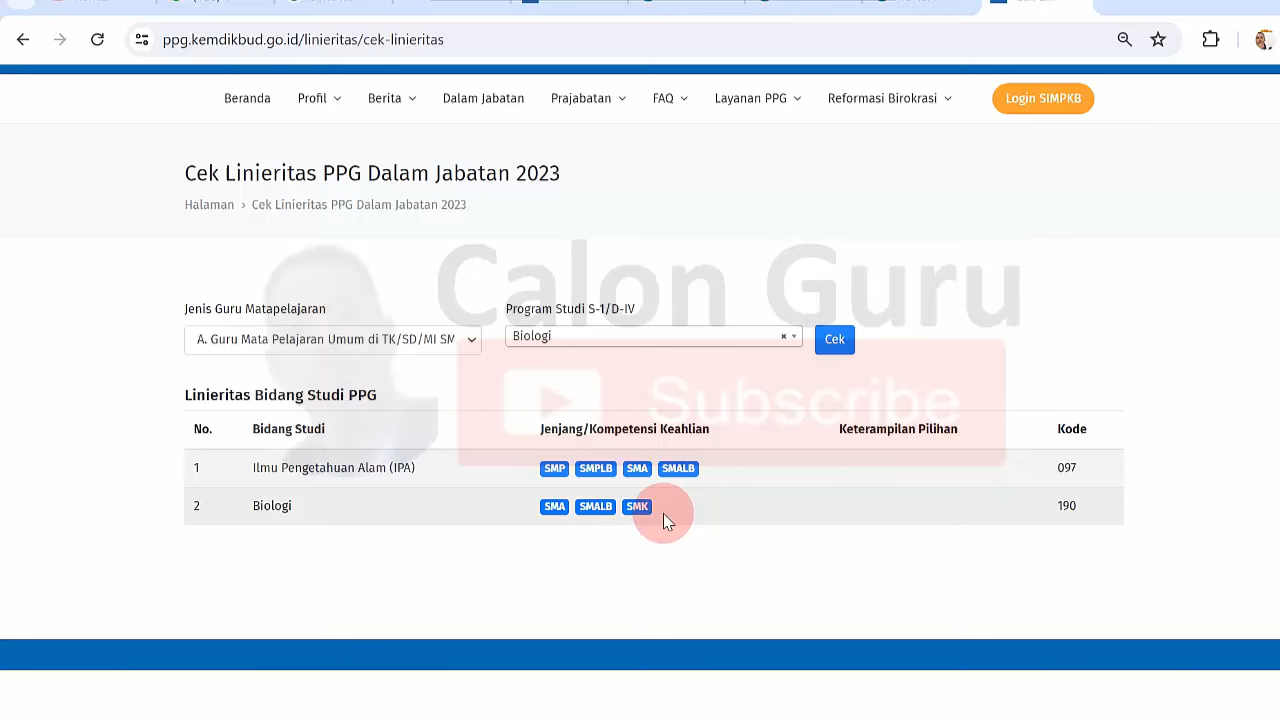 ppg.kemdikbud.go.id/linieritas/cek-linieritas
Beranda Profil Berita Dalam Jabatan Prajabatan FAQ Layanan PPG Reformasi Birokrasi Login SIMPKB
Cek Linieritas PPG Dalam Jabatan 2023
Halaman › Cek Linieritas PPG Dalam Jabatan 2023
Calon Guru
Jenis Guru Matapelajaran Program Studi S-1/D-IV
A. Guru Mata Pelajaran Umum di TK/SD/MI SM Biologi Cek
Subscribe
Linieritas Bidang Studi PPG
No. Bidang Studi Jenjang/Kompetensi Keahlian Keterampilan Pilihan Kode
1 Ilmu Pengetahuan Alam (IPA) SMP SMPLB SMA SMALB 097
2 Biologi SMA SMALB SMK 190